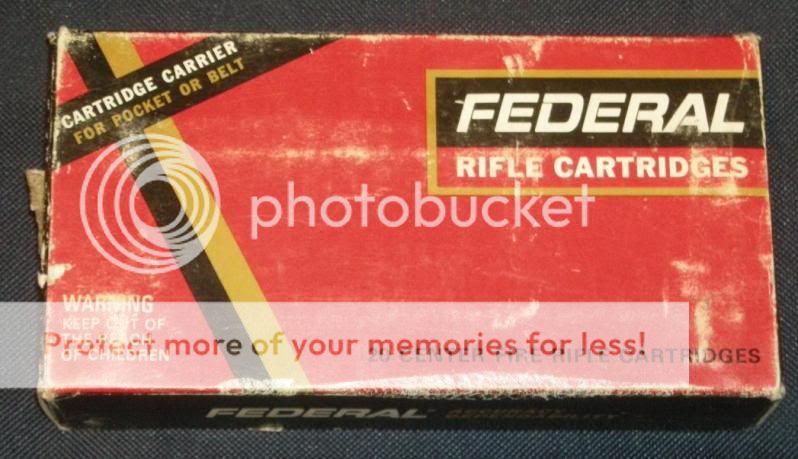 CARTRIDGE CARRIER
FOR POCKET OR BELT
FEDERAL
RIFLE CARTRIDGES
photobucket
WARNING
KEEP OUT OF
THE REACH
OF CHILDREN
Protect more of your memories for less!
20 CENTER FIRE RIFLE CARTRIDGES
FEDERAL